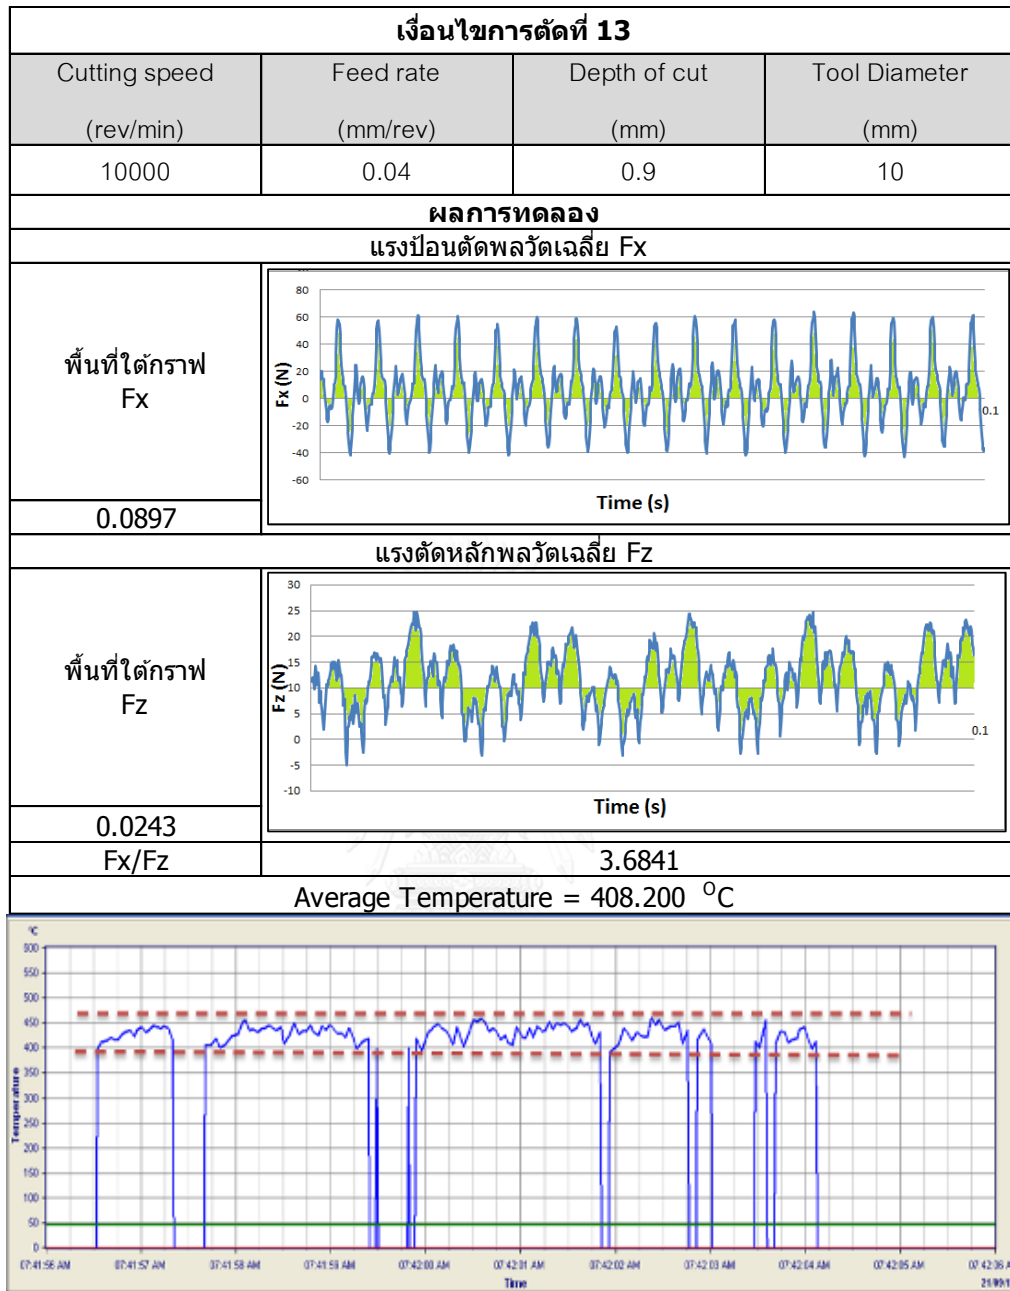 เงื่อนไขการตัดที่ 13
Cutting speed Feed rate Depth of cut Tool Diameter
(rev/min) (mm/rev) (mm) (mm)
10000 0.04 0.9 10
ผลการทดลอง
แรงป้อนตัดพลวัตเฉลี่ย Fx
พื้นที่ใต้กราฟ
Fx
0.0897
80
60
40
20
0
-20
-40
-60
Fx (N)
0.1
Time (s)
แรงตัดหลักพลวัตเฉลี่ย Fz
พื้นที่ใต้กราฟ
Fz
0.0243
30
25
20
15
10
5
0
-5
-10
Fz (N)
0.1
Time (s)
Fx/Fz 3.6841
Average Temperature = 408.200 ᴼC
°C
550
500
450
400
350
300
250
200
150
100
50
0
Temperature
07:41:56 AM 07:41:57 AM 07:41:58 AM 07:41:59 AM 07:42:00 AM 07:42:01 AM 07:42:02 AM 07:42:03 AM 07:42:04 AM 07:42:05 AM
Time